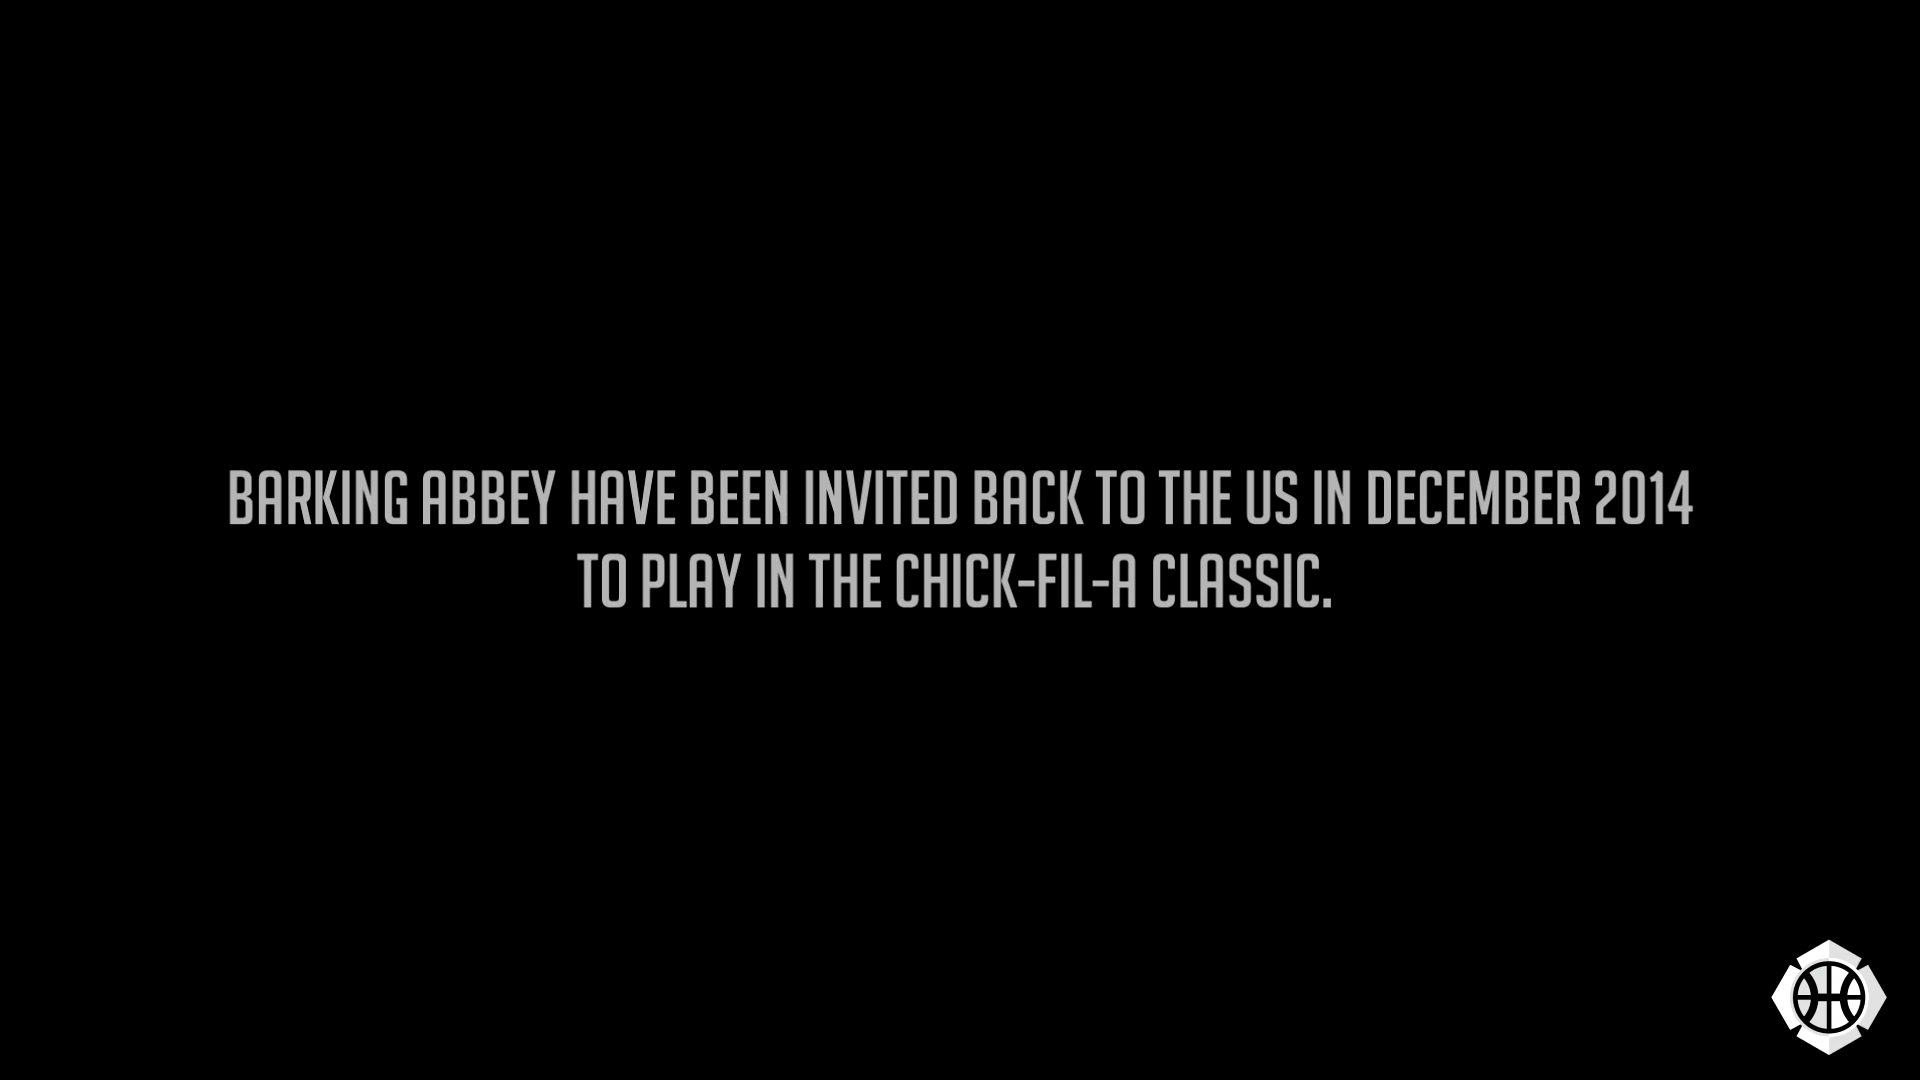 BARKING ABBEY HAVE BEEN INVITED BACK TO THE US IN DECEMBER 2014
TO PLAY IN THE CHICK-FIL-A CLASSIC.